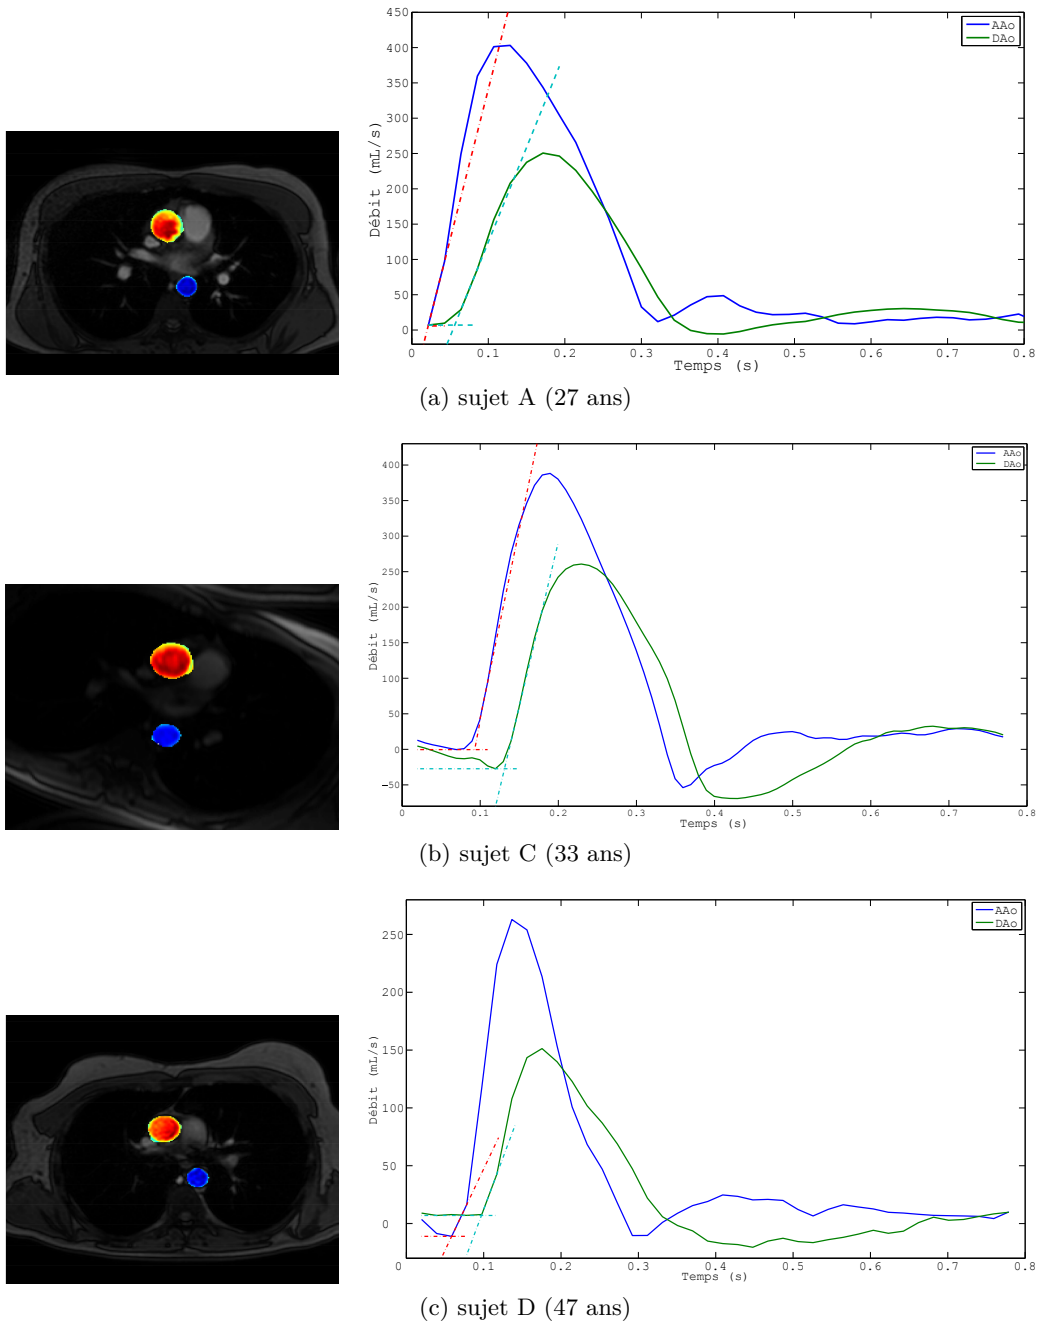 450
400
350
300
250
200
150
100
50
0
Débit (mL/s)
AAo
DAo
0 0.1 0.2 0.3 0.4 0.5 0.6 0.7 0.8
Temps (s)
(a) sujet A (27 ans)
400
350
300
250
200
150
100
50
0
−50
Débit (mL/s)
AAo
DAo
0 0.1 0.2 0.3 0.4 0.5 0.6 0.7 0.8
Temps (s)
(b) sujet C (33 ans)
250
200
150
100
50
0
Débit (mL/s)
AAo
DAo
0 0.1 0.2 0.3 0.4 0.5 0.6 0.7 0.8
Temps (s)
(c) sujet D (47 ans)